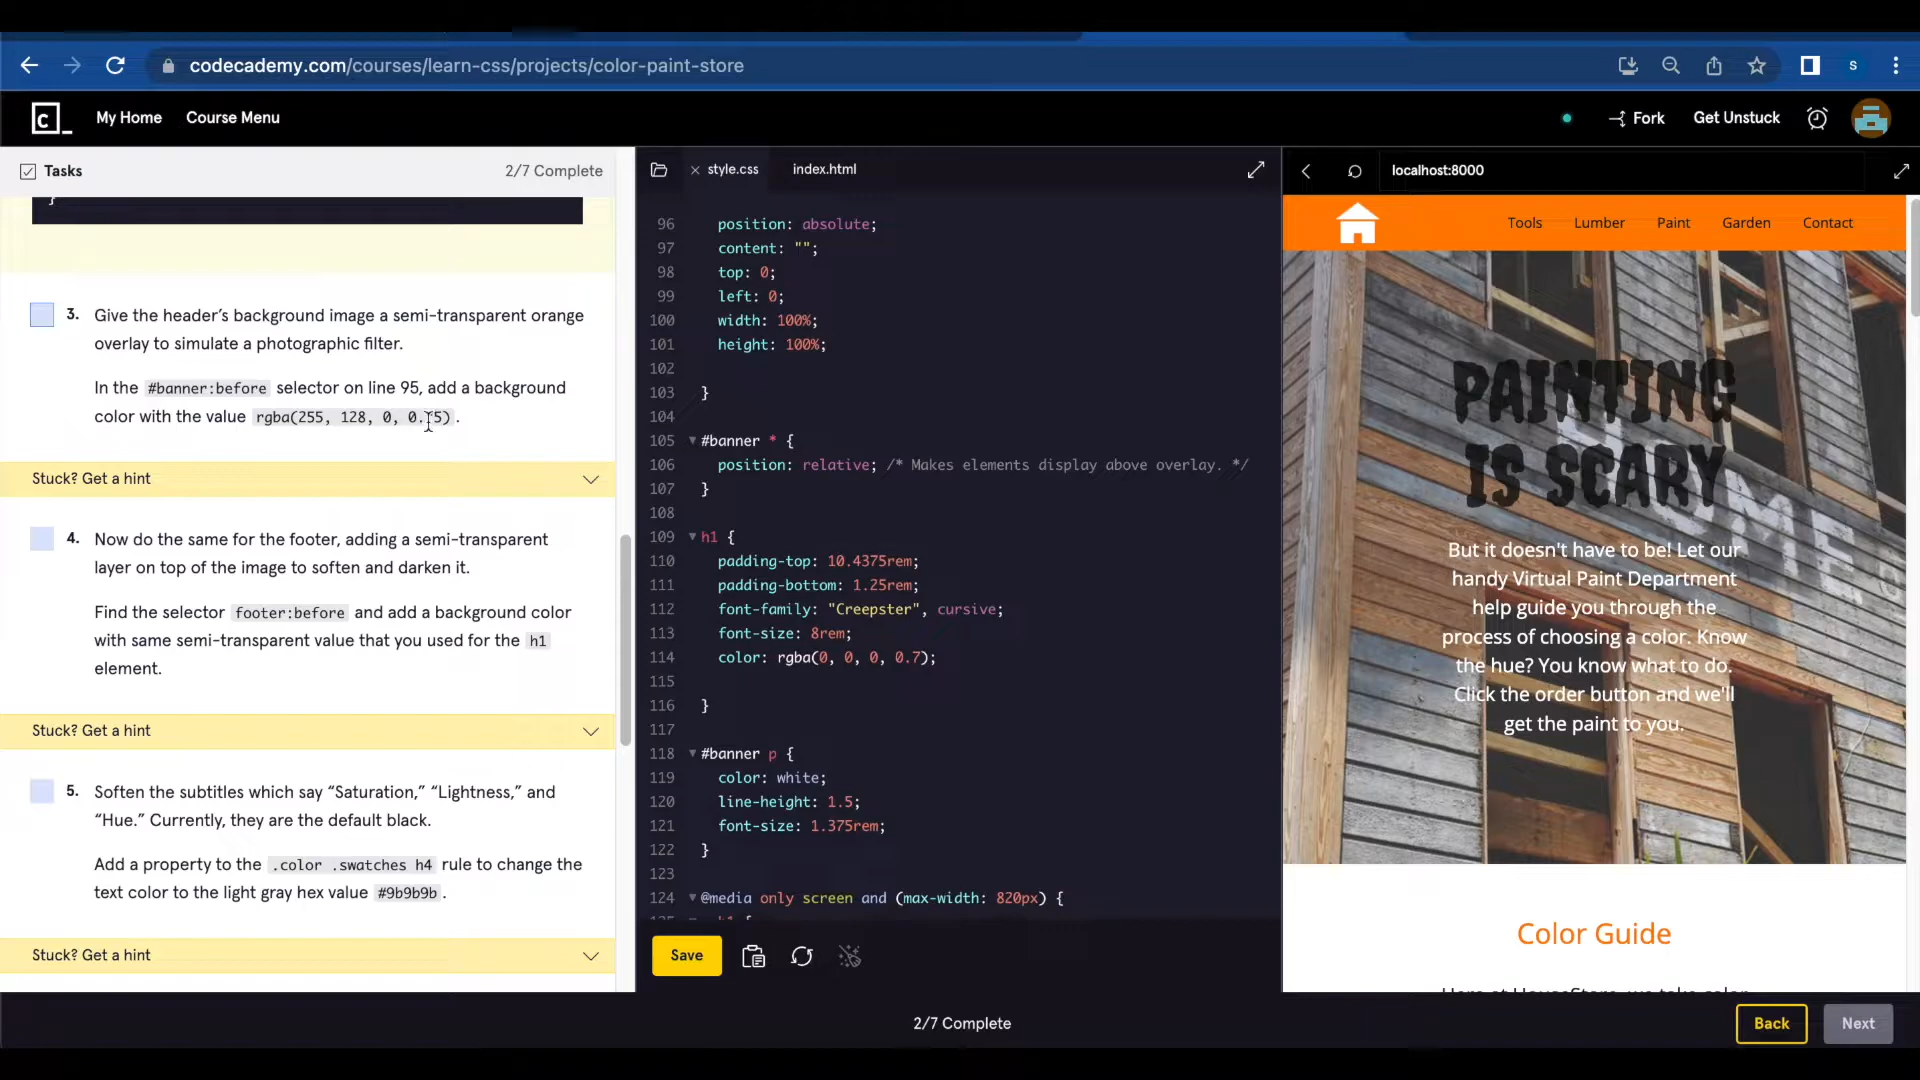 codecademy.com/courses/learn-css/projects/color-paint-store
S
c_
My Home
Course Menu
Fork
Get Unstuck
Tasks
2/7 Complete
}
3. Give the header's background image a semi-transparent orange
overlay to simulate a photographic filter.
In the #banner:before selector on line 95, add a background
color with the value
Stuck? Get a hint
4. Now do the same for the footer, adding a semi-transparent
layer on top of the image to soften and darken it.
Find the selector footer:before and add a background color
with same semi-transparent value that you used for the h1
element.
Stuck? Get a hint
5. Soften the subtitles which say “Saturation,” “Lightness,” and
“Hue.” Currently, they are the default black.
Add a property to the .color .swatches h4 rule to change the
text color to the light gray hex value #9b9b9b.
Stuck? Get a hint
style.css
index.html
96 position: absolute;
97 content: "";
98 top: 0;
99 left: 0;
100 width: 100%;
101 height: 100%;
102
103 }
104
105 #banner * {
106 position: relative; /* Makes elements display above overlay. */
107 }
108
109 h1 {
110 padding-top: 10.4375rem;
111 padding-bottom: 1.25rem;
112 font-family: "Creepster", cursive;
113 font-size: 8rem;
114 color: rgba(0, 0, 0, 0.7);
115
116 }
117
118 #banner p {
119 color: white;
120 line-height: 1.5;
121 font-size: 1.375rem;
122 }
123
124 @media only screen and (max-width: 820px) {
Save
localhost:8000
Tools
Lumber
Paint
Garden
Contact
PAINTING
IS SCARY
But it doesn't have to be! Let our
handy Virtual Paint Department
help guide you through the
process of choosing a color. Know
the hue? You know what to do.
Click the order button and we'll
get the paint to you.
Color Guide
2/7 Complete
Back
Next